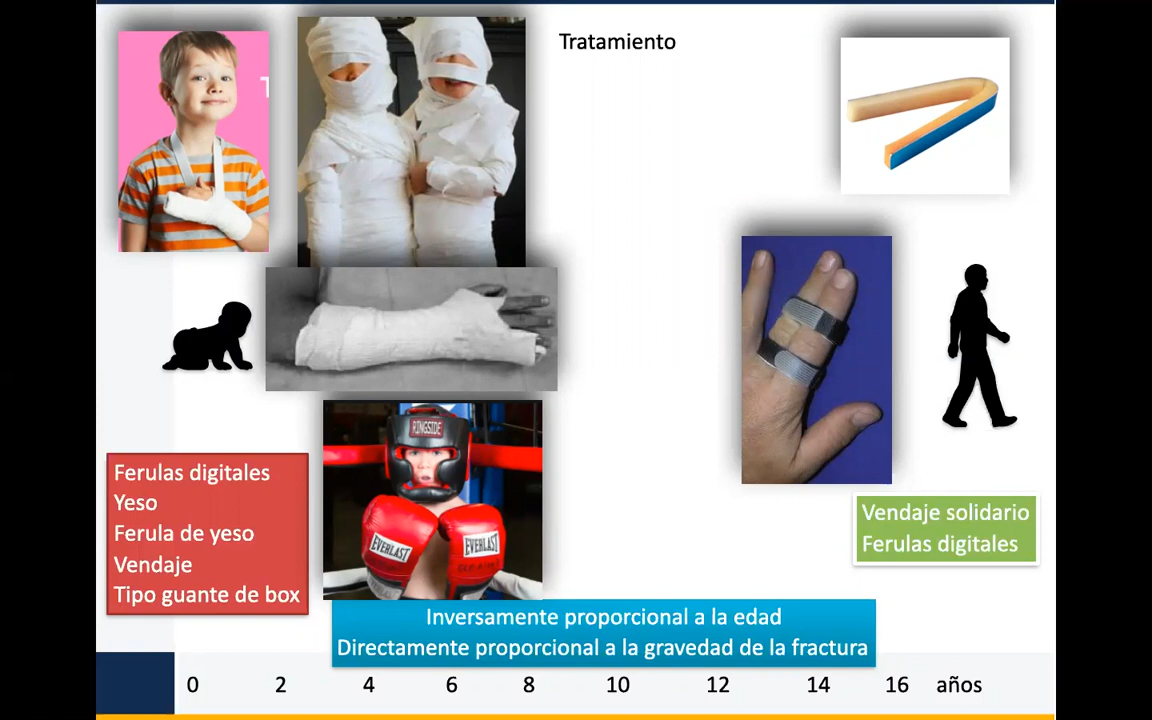 Tratamiento
RINGSIDE
EVERLAST
EVERLAST
Ferulas digitales
Yeso
Ferula de yeso
Vendaje
Tipo guante de box
Vendaje solidario
Ferulas digitales
Inversamente proporcional a la edad
Directamente proporcional a la gravedad de la fractura
0 2 4 6 8 10 12 14 16 años